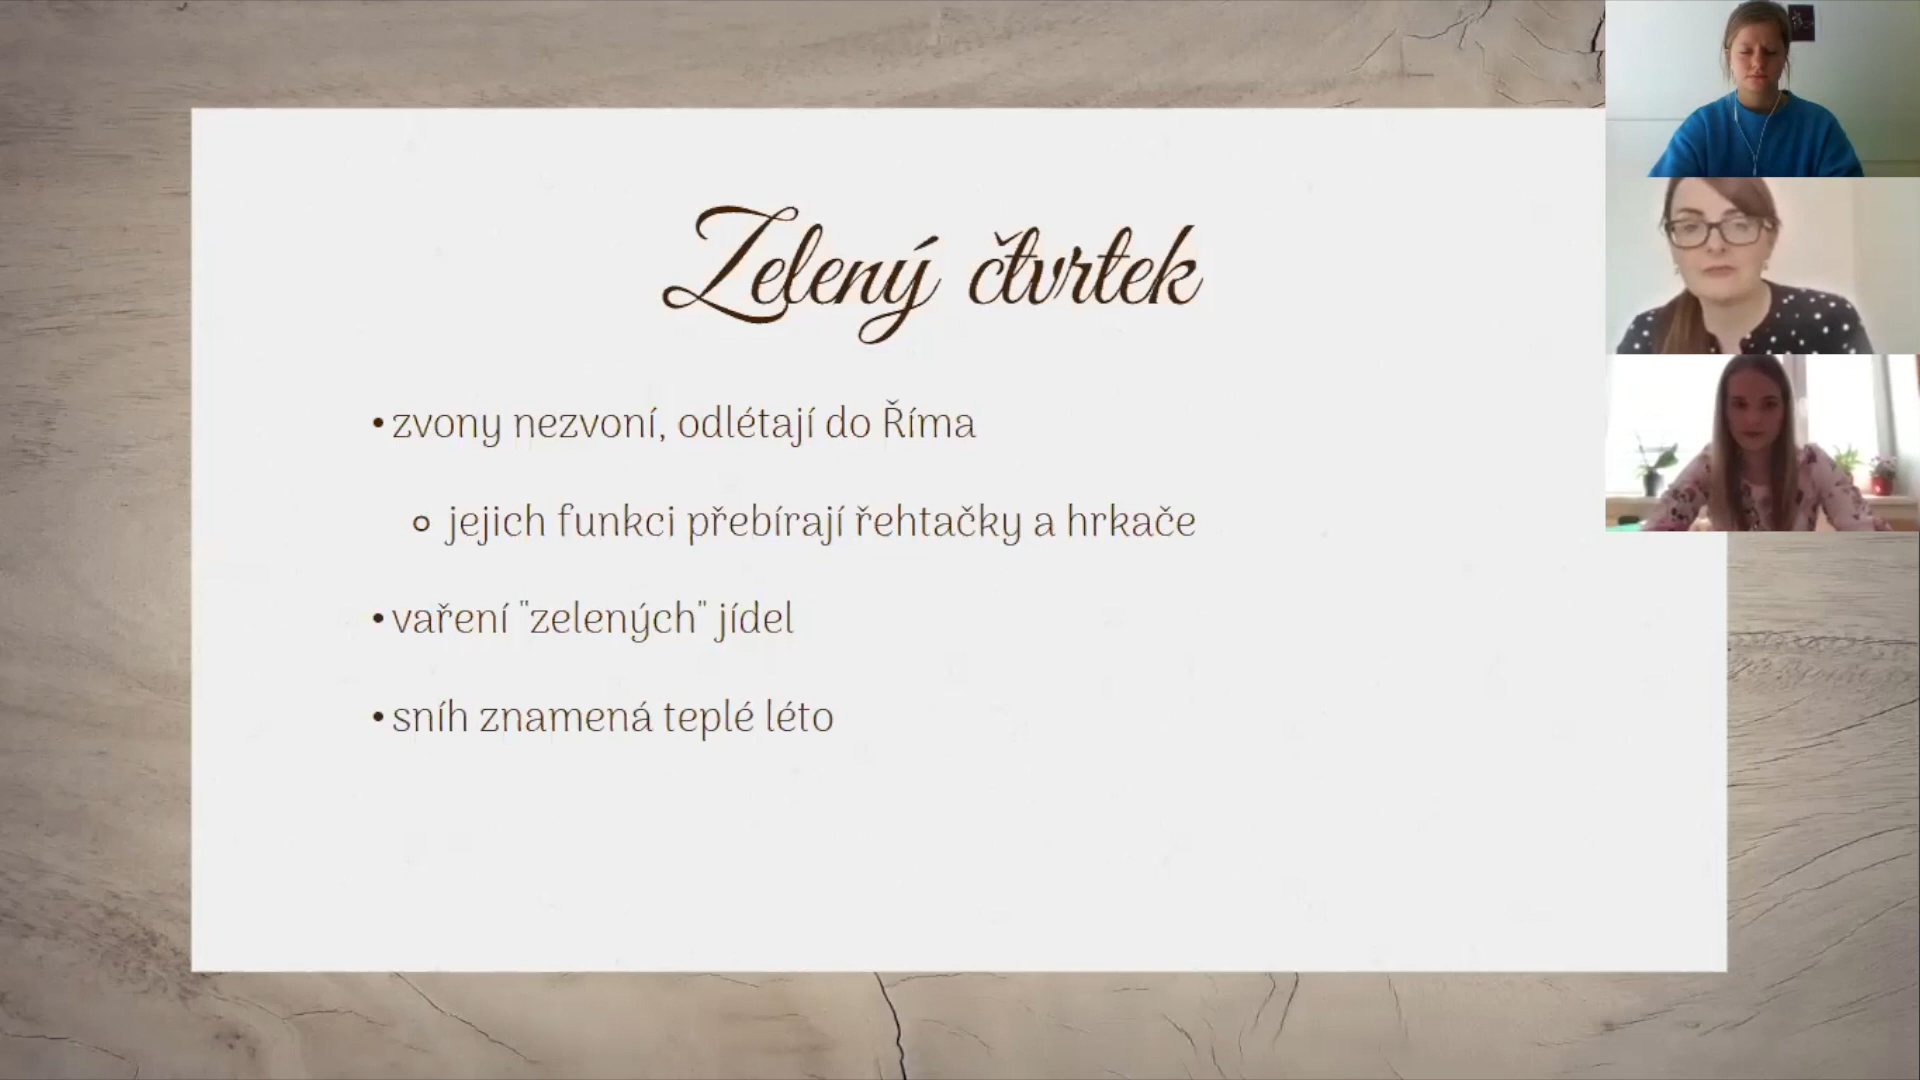 Zelený čtvrtek
• zvony nezvoní, odlétají do Říma
○ jejich funkci přebírají řehtačky a hrkače
• vaření "zelených" jídel
• sníh znamená teplé léto